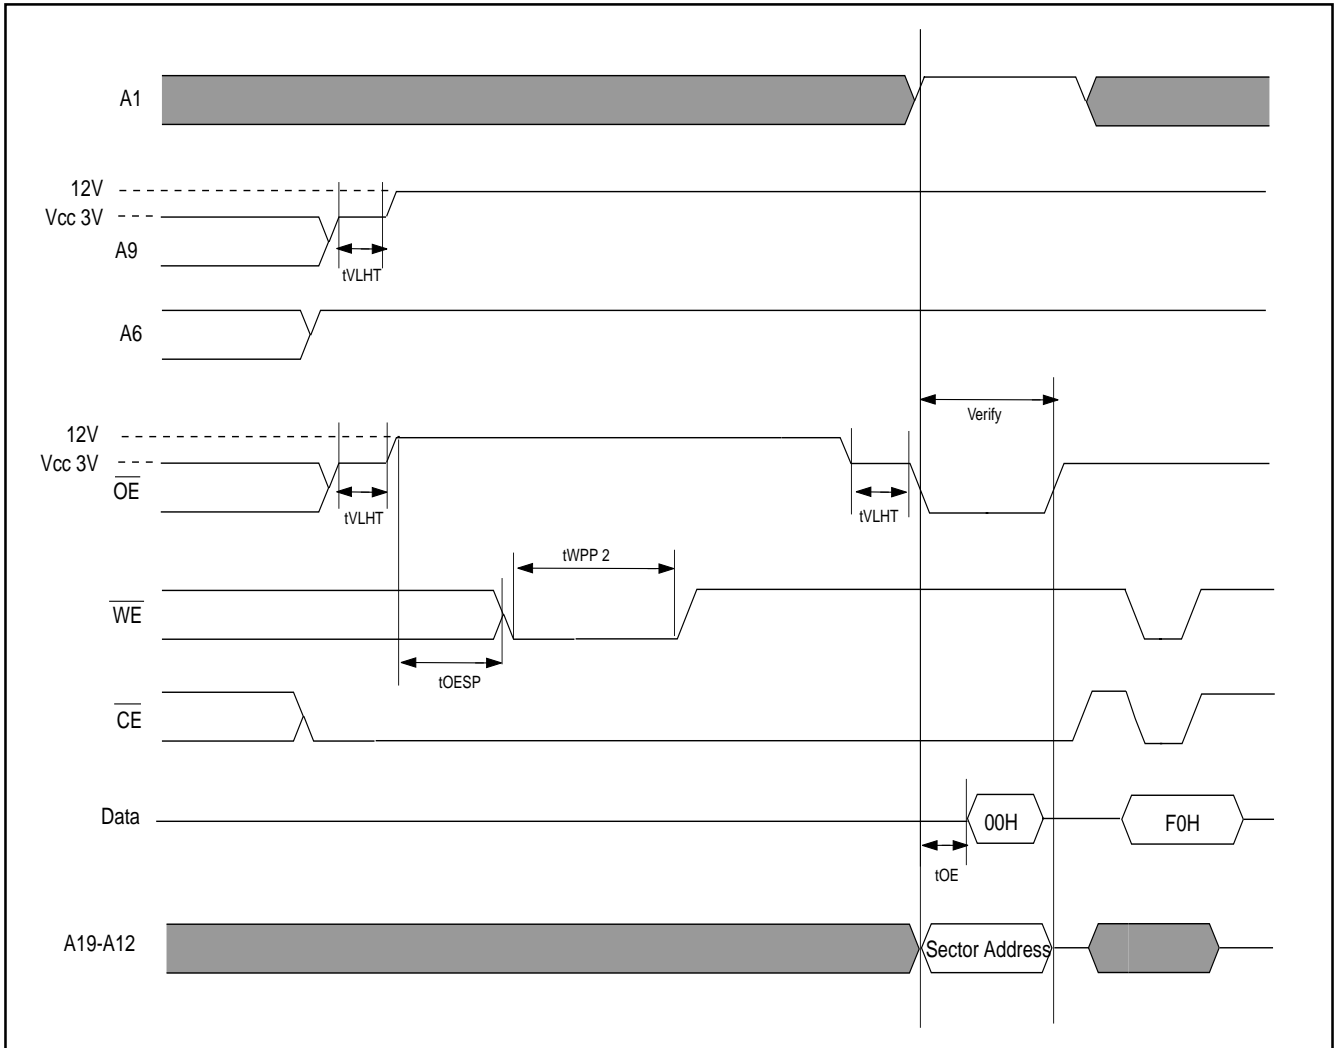 A1
12V
Vcc 3V
A9
tVLHT
A6
Verify
12V
Vcc 3V
OE
tVLHT
tVLHT
tWPP 2
WE
tOESP
CE
Data
00H
F0H
tOE
A19-A12
Sector Address